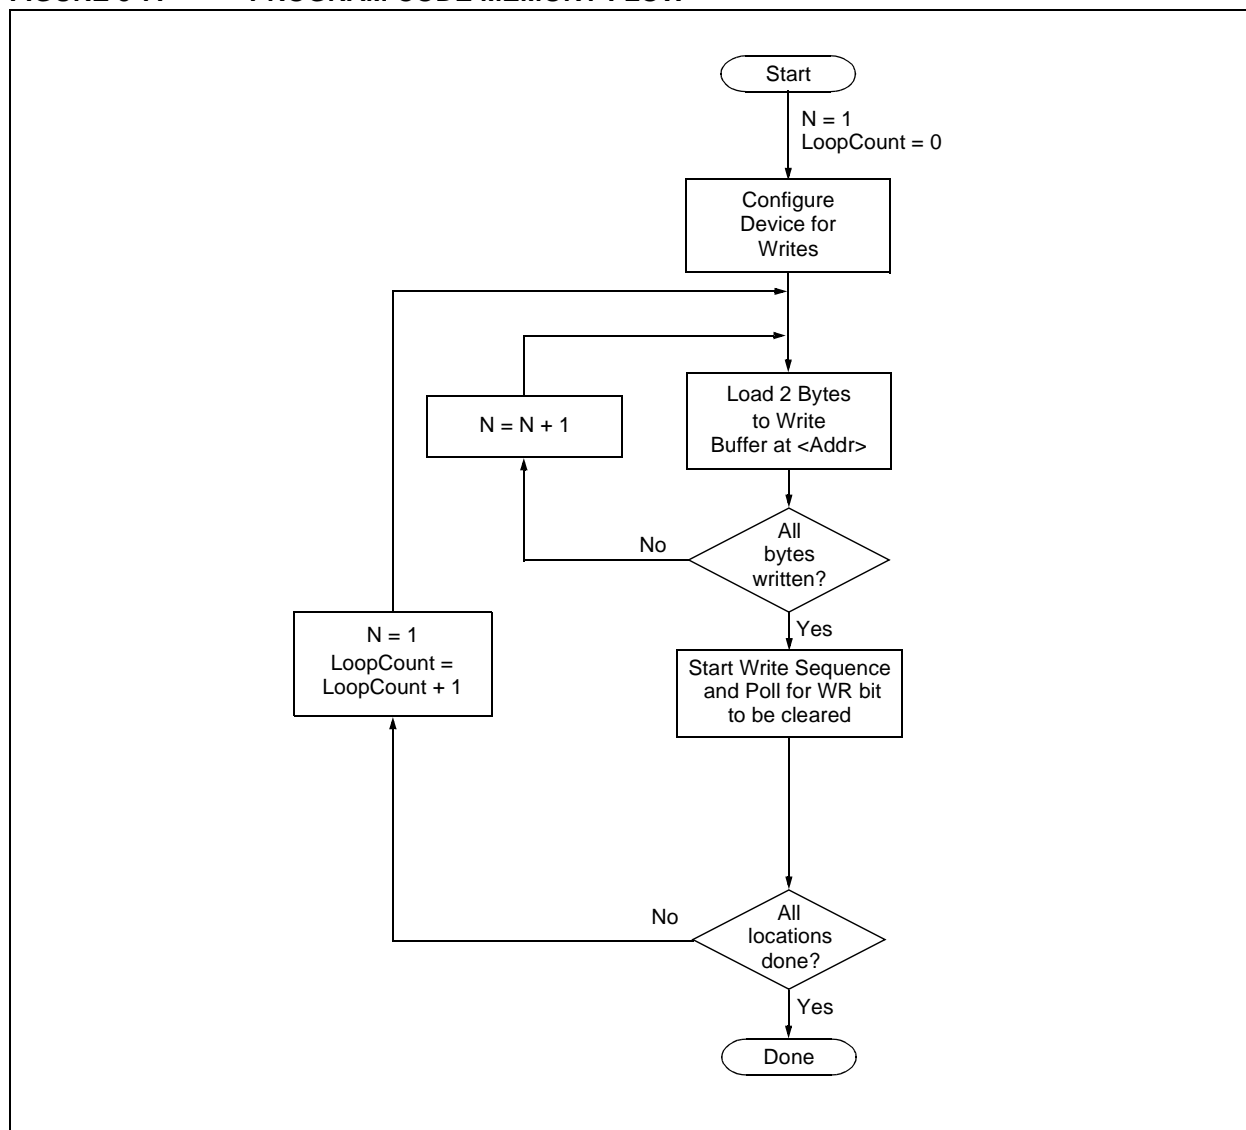 Start
N = 1
LoopCount = 0
Configure
Device for
Writes
Load 2 Bytes
to Write
Buffer at <Addr>
N = N + 1
All
bytes
written?
No
Yes
N = 1
LoopCount =
LoopCount + 1
Start Write Sequence
and Poll for WR bit
to be cleared
All
locations
done?
No
Yes
Done